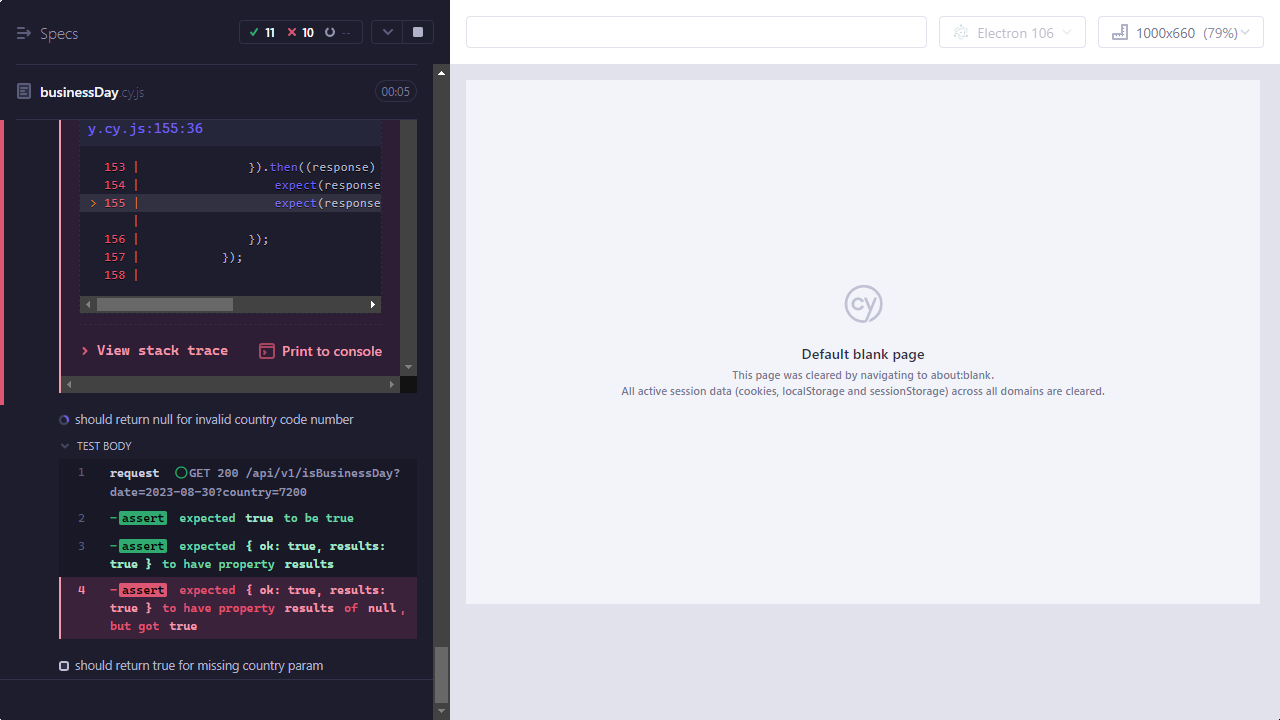 Specs
11
10
--
Electron 106
1000x660 (79%)
businessDay.cy.js
00:05
y.cy.js:155:36
153 | }).then((response)
154 | expect(response
> 155 | expect(response
|
156 | });
157 | });
158 |
View stack trace
Print to console
should return null for invalid country code number
TEST BODY
1 request GET 200 /api/v1/isBusinessDay?
date=2023-08-30?country=7200
2 -assert expected true to be true
3 -assert expected { ok: true, results:
true } to have property results
4 -assert expected { ok: true, results:
true } to have property results of null,
but got true
should return true for missing country param
cy
Default blank page
This page was cleared by navigating to about:blank.
All active session data (cookies, localStorage and sessionStorage) across all domains are cleared.